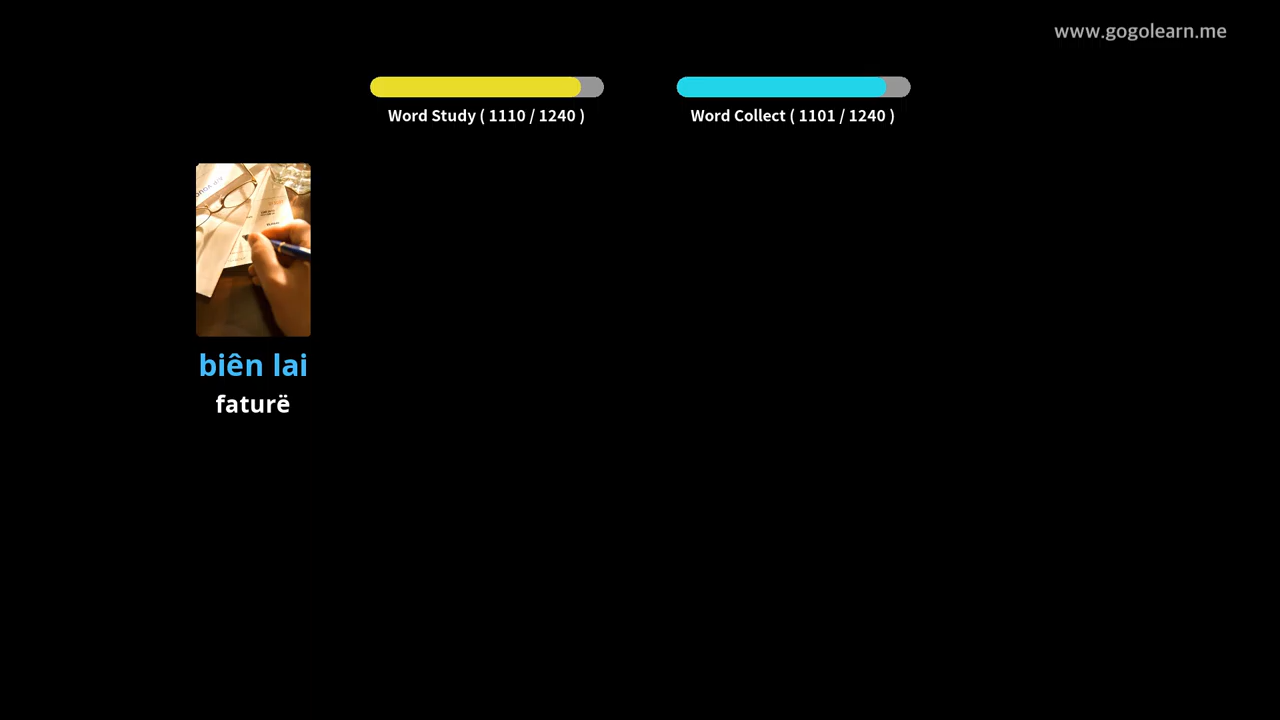 www.gogolearn.me
Word Study ( 1110 / 1240 )
Word Collect ( 1101 / 1240 )
biên lai
faturë